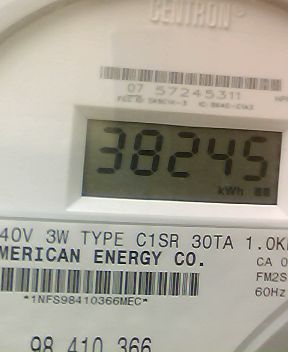 CENTRON®
07 57245311
38245
kWh
40V 3W TYPE C1SR 30TA 1.0K
MERICAN ENERGY CO.
CA 0
FM2S
60Hz
*1NFS98410366MEC*
98 410 366